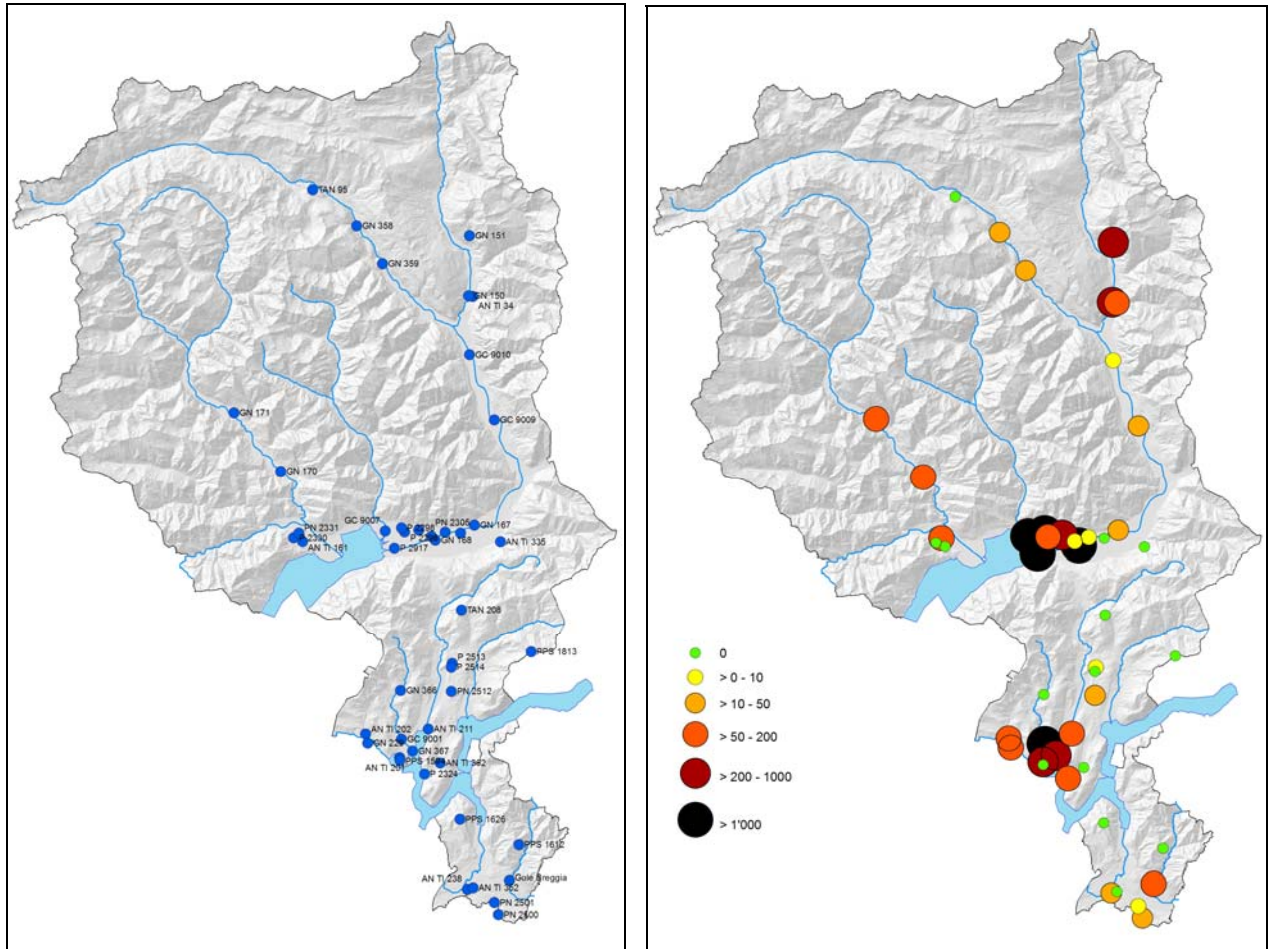 TAN 95
GN 358
GN 151
GN 359
GN 150
AN TI 34
GC 9010
GN 171
GC 9009
GN 170
GC 9007
PN 2305
GN 167
PN 2331
AN TI 161
GN 168
AN TI 335
P 2917
TAN 208
P 2513
PPS 1813
P 2514
GN 366
PN 2512
AN TI 202
AN TI 211
GC 9001
GN 367
AN TI 201
P 2324
PPS 1626
PPS 1612
AN TI 238
AN TI 352
PN 2501
PN 2500
0
> 0 - 10
> 10 - 50
> 50 - 200
> 200 - 1000
> 1'000